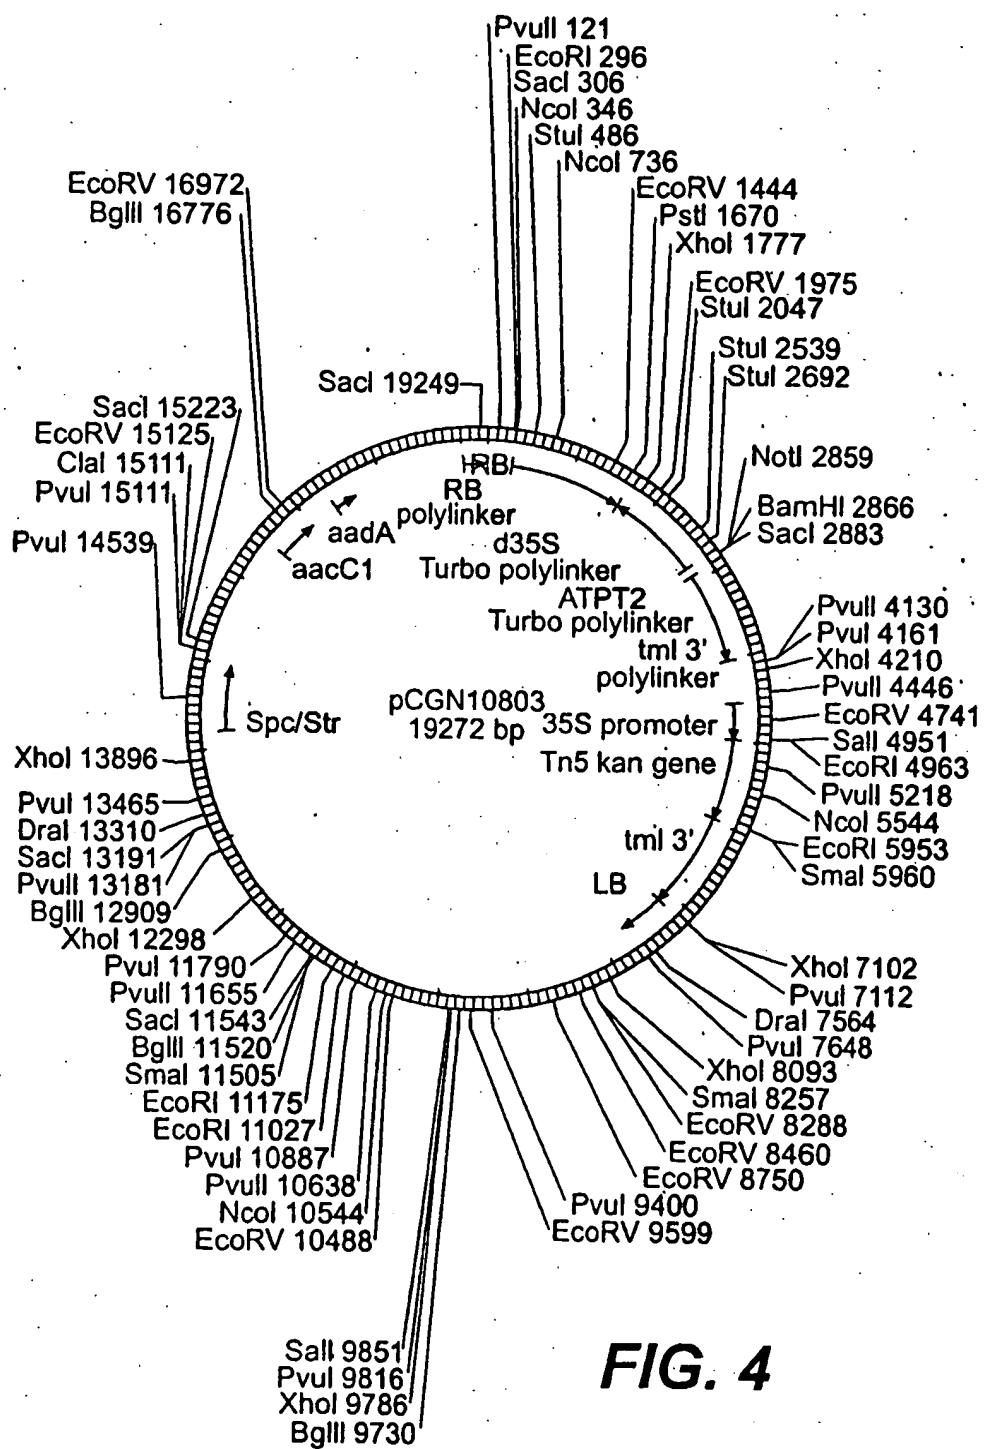 PvuII 121
EcoRI 296
SacI 306
NcoI 346
StuI 486
NcoI 736
EcoRV 1444
PstI 1670
XhoI 1777
EcoRV 1975
StuI 2047
StuI 2539
StuI 2692
NotI 2859
BamHI 2866
SacI 2883
PvuII 4130
PvuI 4161
XhoI 4210
PvuII 4446
EcoRV 4741
SalI 4951
EcoRI 4963
PvuII 5218
NcoI 5544
EcoRI 5953
SmaI 5960
XhoI 7102
PvuI 7112
DraI 7564
PvuI 7648
XhoI 8093
SmaI 8257
EcoRV 8288
EcoRV 8460
EcoRV 8750
PvuI 9400
EcoRV 9599
EcoRV 16972
BglII 16776
SacI 19249
SacI 15223
EcoRV 15125
ClaI 15111
PvuI 15111
PvuI 14539
XhoI 13896
PvuI 13465
DraI 13310
SacI 13191
PvuII 13181
BglII 12909
XhoI 12298
PvuI 11790
PvuII 11655
SacI 11543
BglII 11520
SmaI 11505
EcoRI 11175
EcoRI 11027
PvuI 10887
PvuII 10638
NcoI 10544
EcoRV 10488
SalI 9851
PvuI 9816
XhoI 9786
BglII 9730
RB
RB
polylinker
d35S
Turbo polylinker
ATPT2
Turbo polylinker
tml 3'
polylinker
aadA
aacC1
Spc/Str
pCGN10803
19272 bp
35S promoter
Tn5 kan gene
tml 3'
LB
FIG. 4